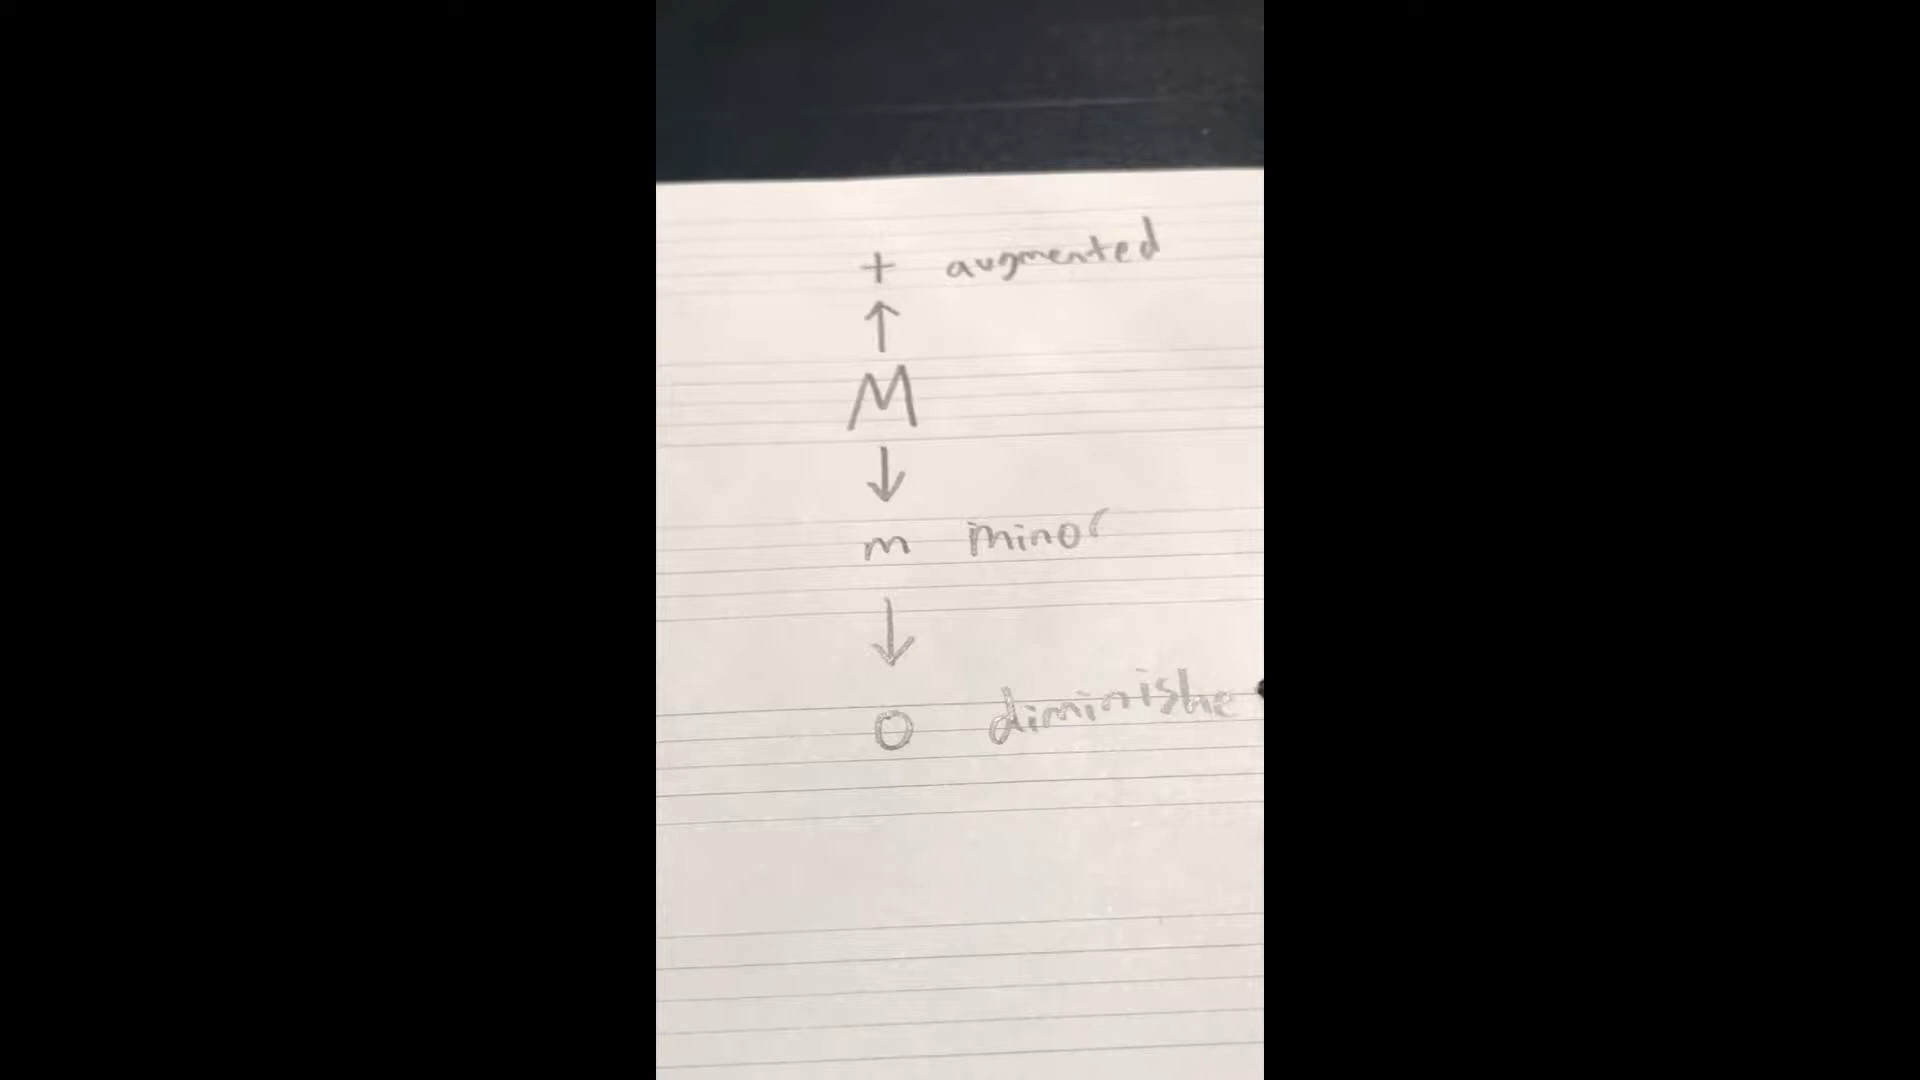 + augmented
↑
M
↓
m minor
↓
o diminishe